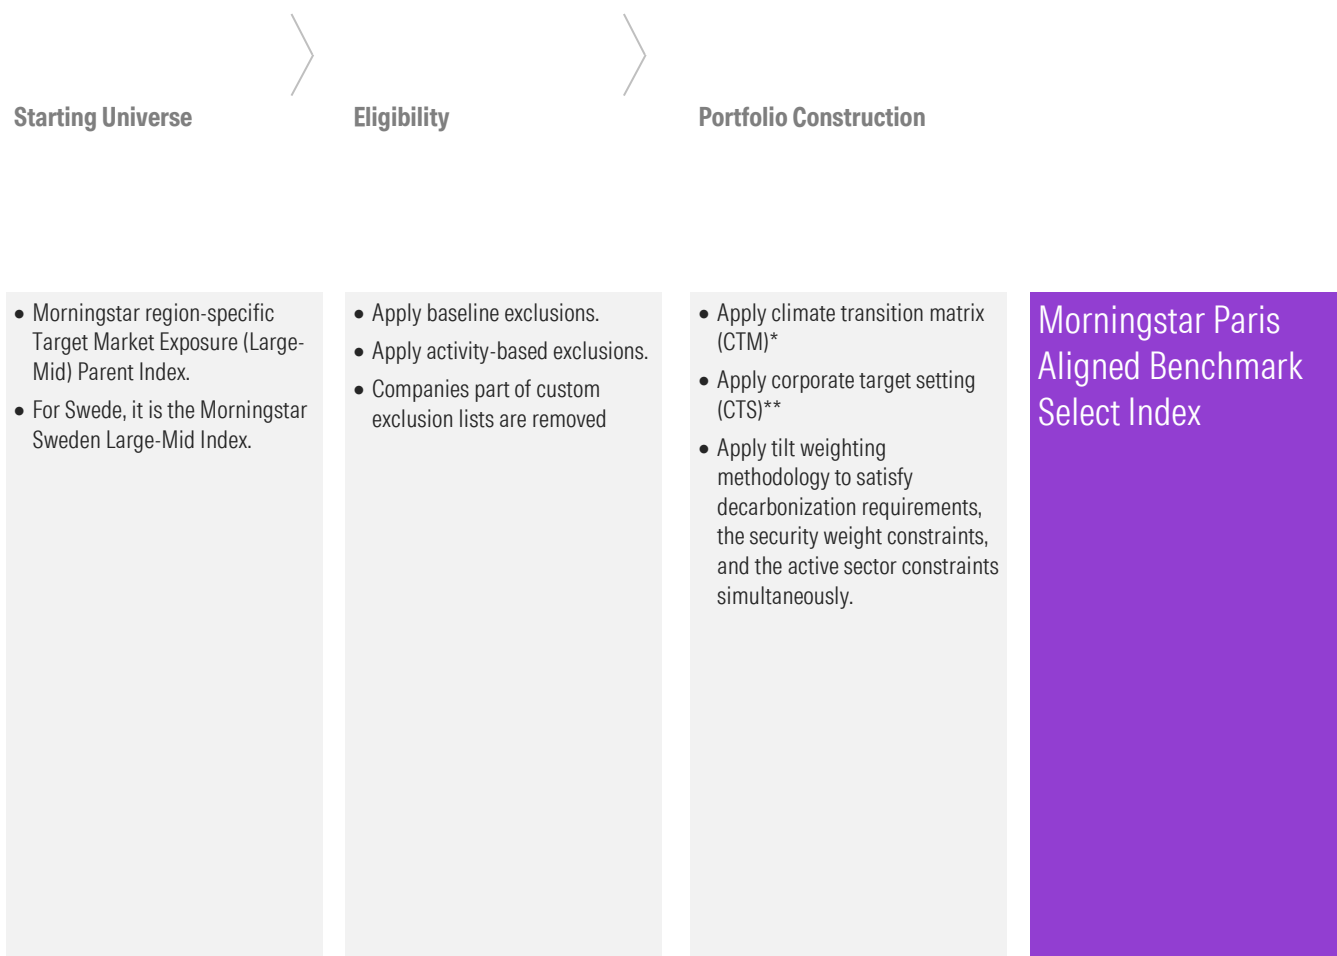 Starting Universe
Eligibility
Portfolio Construction
• Morningstar region-specific
Target Market Exposure (Large-
Mid) Parent Index.
• For Swede, it is the Morningstar
Sweden Large-Mid Index.
• Apply baseline exclusions.
• Apply activity-based exclusions.
• Companies part of custom
exclusion lists are removed
• Apply climate transition matrix
(CTM)*
• Apply corporate target setting
(CTS)**
• Apply tilt weighting
methodology to satisfy
decarbonization requirements,
the security weight constraints,
and the active sector constraints
simultaneously.
Morningstar Paris
Aligned Benchmark
Select Index